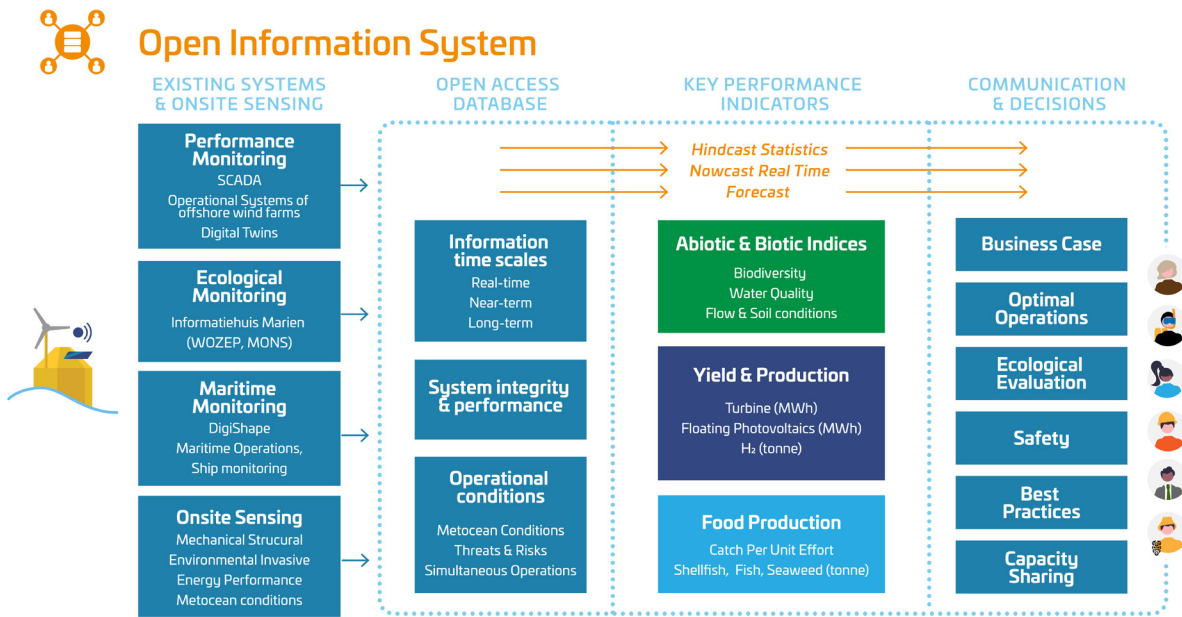 Open Information System
EXISTING SYSTEMS
& ONSITE SENSING
Performance
Monitoring
SCADA
Operational Systems of
offshore wind farms
Digital Twins
Ecological
Monitoring
Informatiehuis Marien
(WOZEP, MONS)
Maritime
Monitoring
DigiShape
Maritime Operations,
Ship monitoring
Onsite Sensing
Mechanical Strucural
Environmental Invasive
Energy Performance
Metocean conditions
OPEN ACCESS
DATABASE
Information
time scales
Real-time
Near-term
Long-term
System integrity
& performance
Operational
conditions
Metocean Conditions
Threats & Risks
Simultaneous Operations
KEY PERFORMANCE
INDICATORS
Hindcast Statistics
Nowcast Real Time
Forecast
Abiotic & Biotic Indices
Biodiversity
Water Quality
Flow & Soil conditions
Yield & Production
Turbine (MWh)
Floating Photovoltaics (MWh)
H₂ (tonne)
Food Production
Catch Per Unit Effort
Shellfish, Fish, Seaweed (tonne)
COMMUNICATION
& DECISIONS
Business Case
Optimal
Operations
Ecological
Evaluation
Safety
Best
Practices
Capacity
Sharing